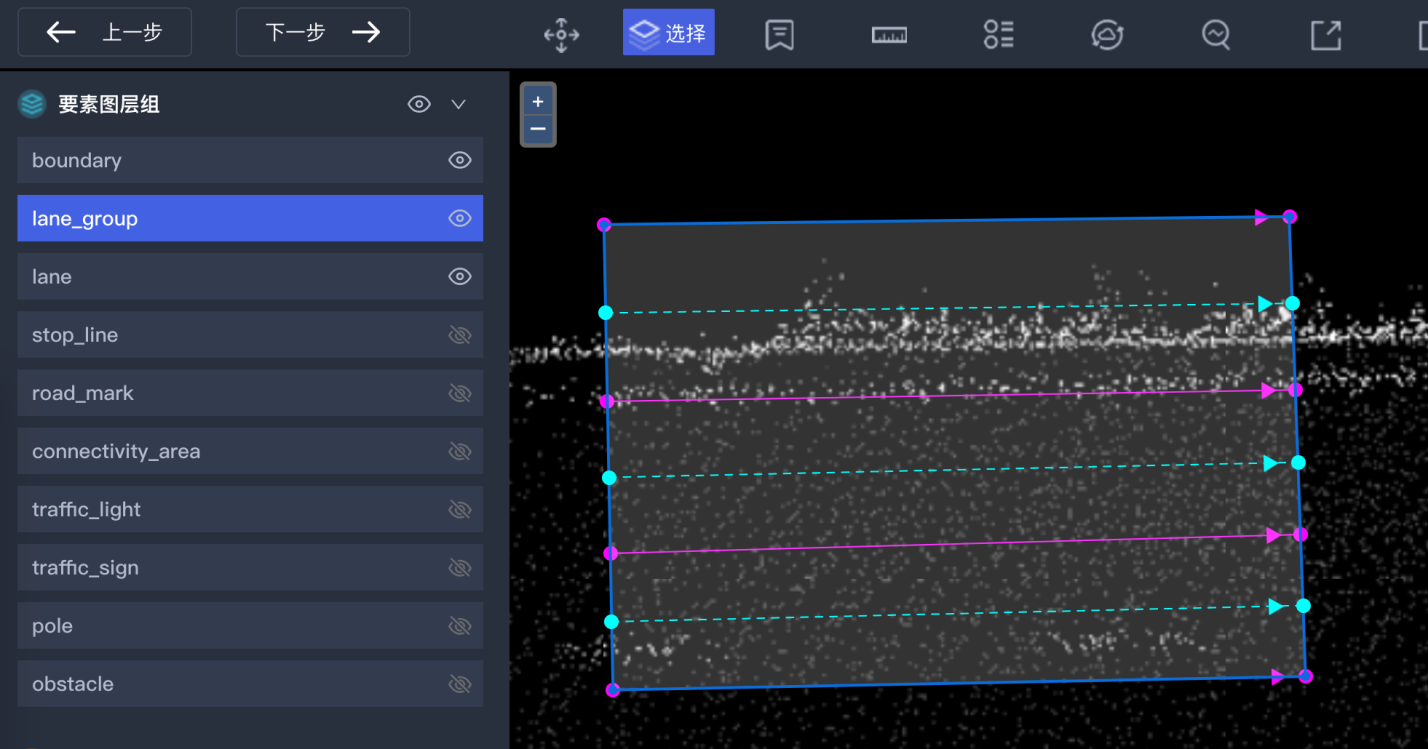 上一步
下一步
选择
要素图层组
boundary
lane_group
lane
stop_line
road_mark
connectivity_area
traffic_light
traffic_sign
pole
obstacle
+
−